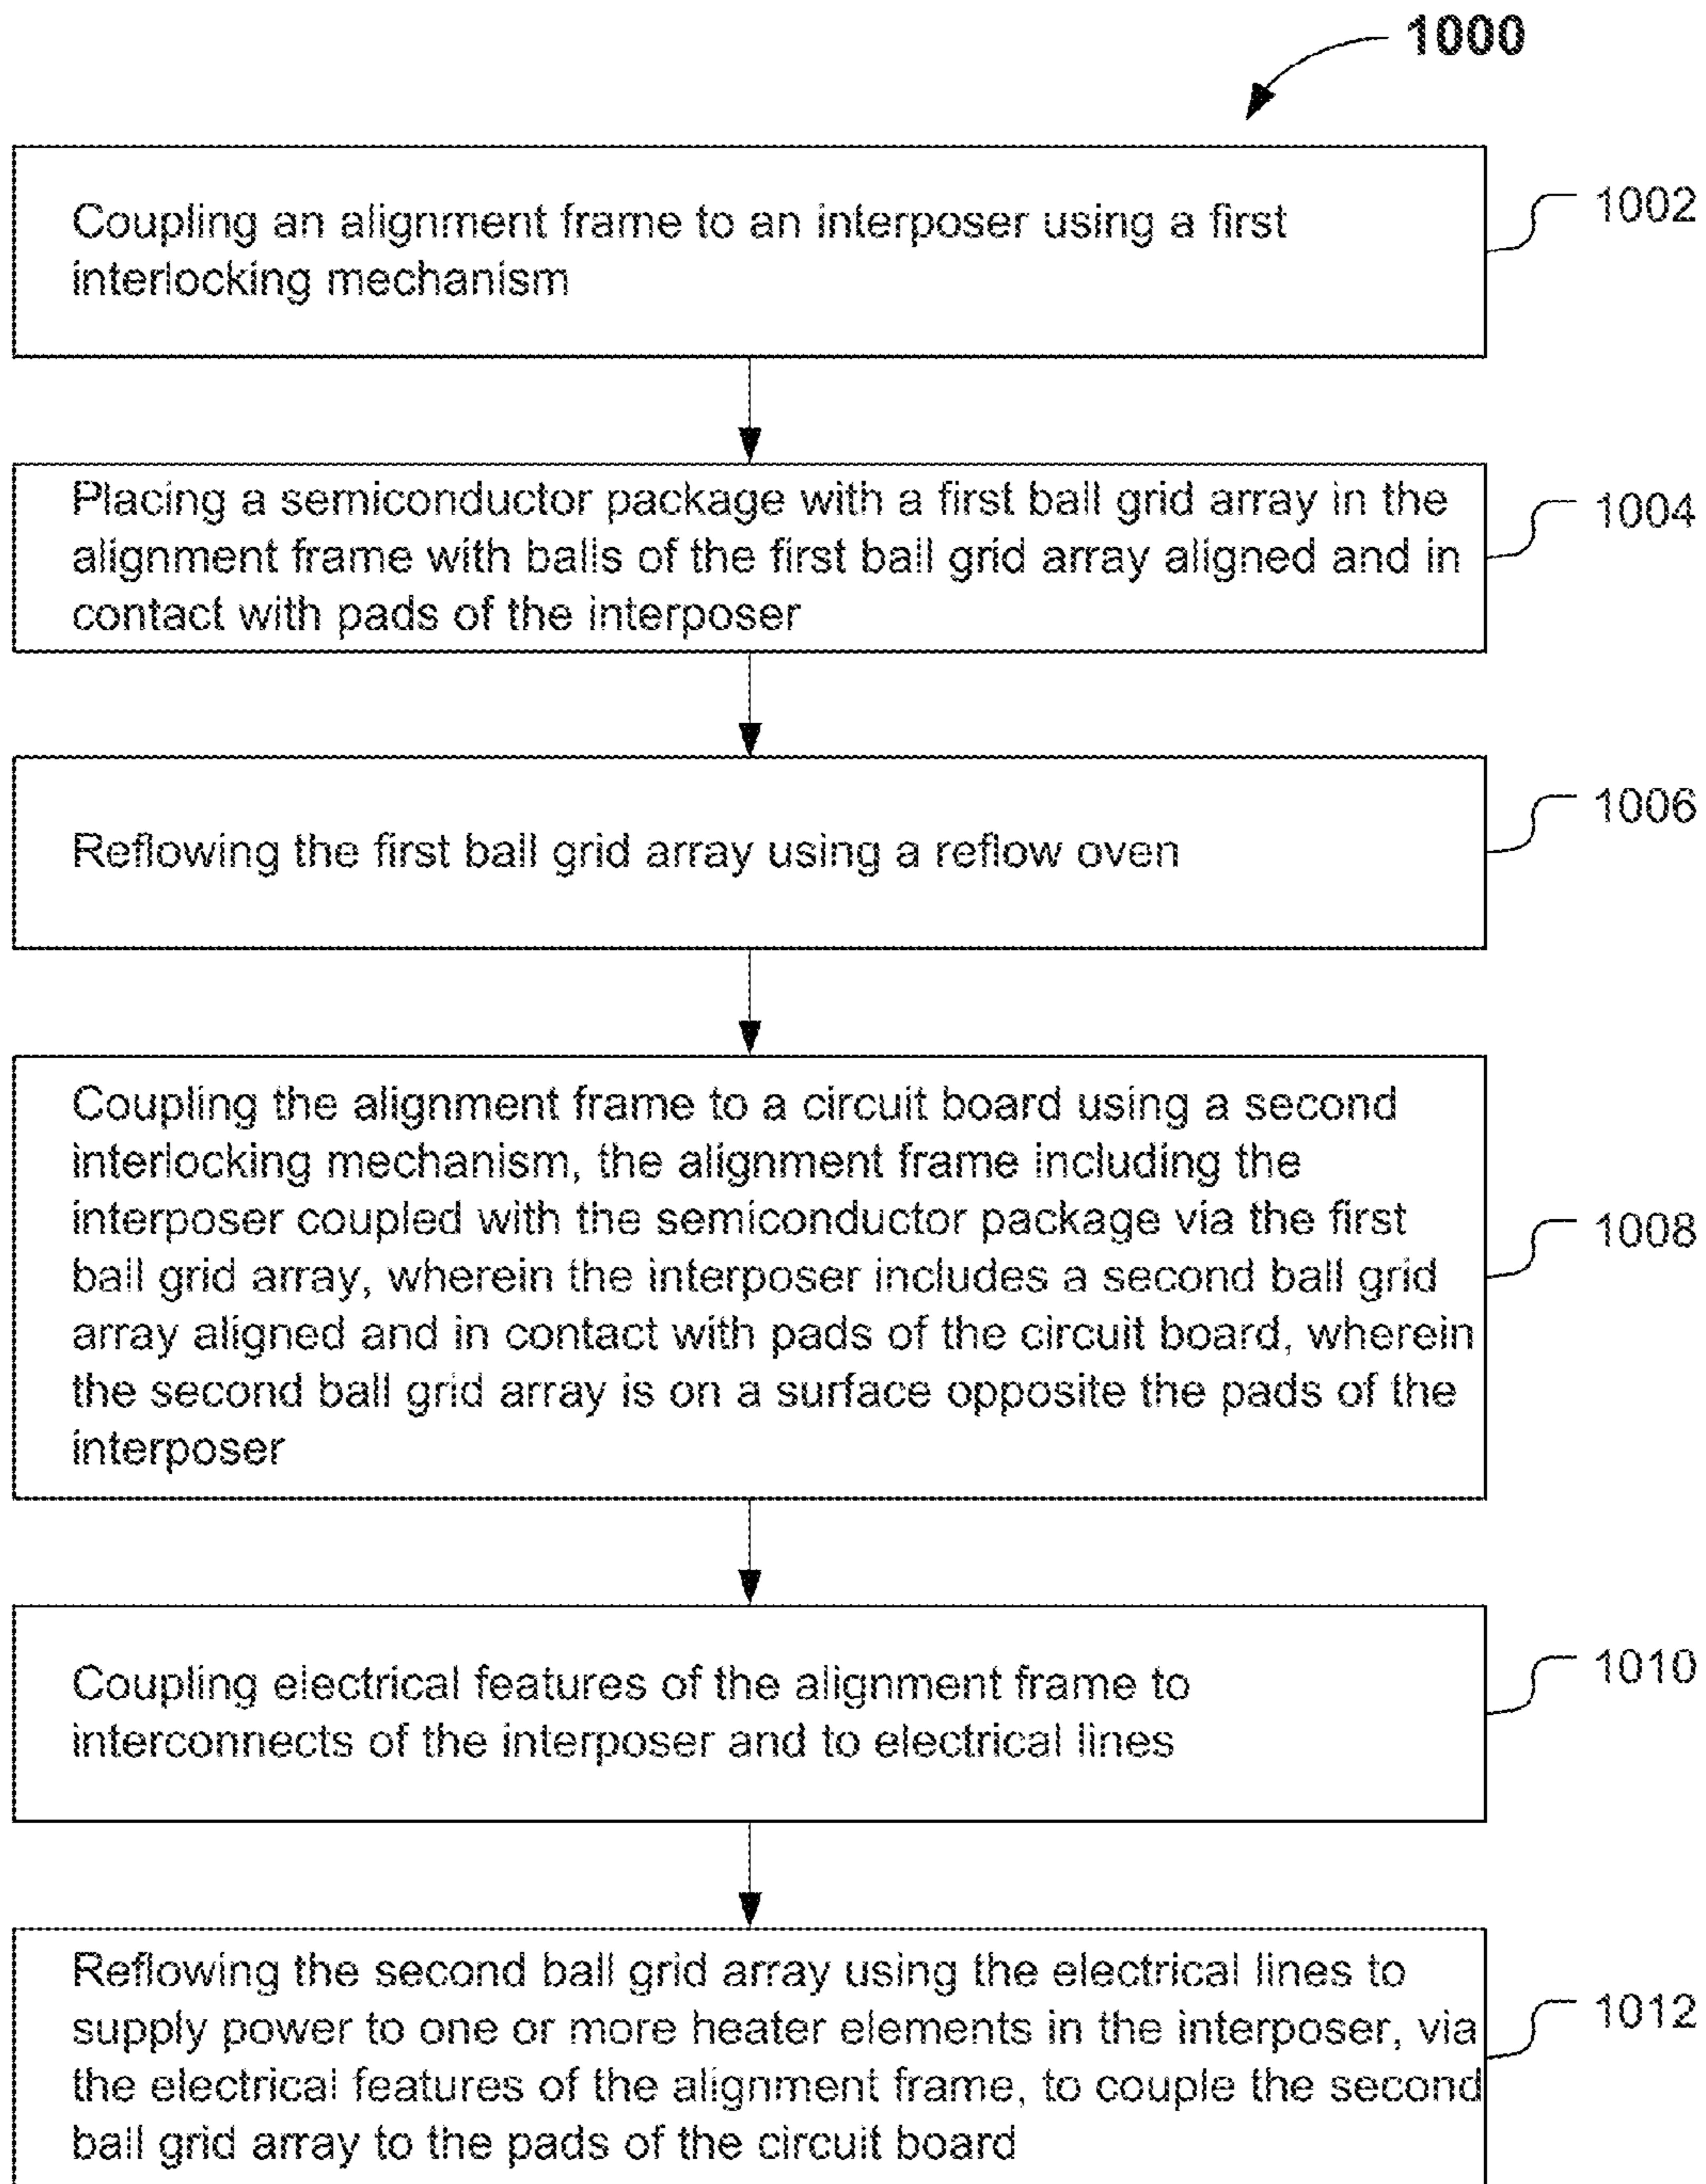 1000
Coupling an alignment frame to an interposer using a first
interlocking mechanism
1002
Placing a semiconductor package with a first ball grid array in the
alignment frame with balls of the first ball grid array aligned and in
contact with pads of the interposer
1004
Reflowing the first ball grid array using a reflow oven
1006
Coupling the alignment frame to a circuit board using a second
interlocking mechanism, the alignment frame including the
interposer coupled with the semiconductor package via the first
ball grid array, wherein the interposer includes a second ball grid
array aligned and in contact with pads of the circuit board, wherein
the second ball grid array is on a surface opposite the pads of the
interposer
1008
Coupling electrical features of the alignment frame to
interconnects of the interposer and to electrical lines
1010
Reflowing the second ball grid array using the electrical lines to
supply power to one or more heater elements in the interposer, via
the electrical features of the alignment frame, to couple the second
ball grid array to the pads of the circuit board
1012